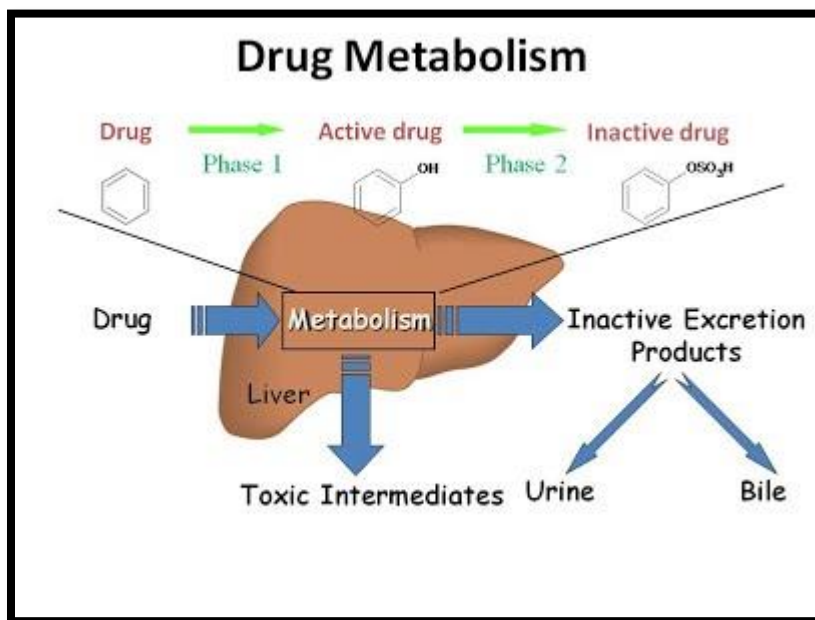 Drug Metabolism
Drug Active drug Inactive drug
Phase 1 Phase 2
OH OSO3H
Drug Metabolism Inactive Excretion
Products
Liver
Toxic Intermediates Urine Bile